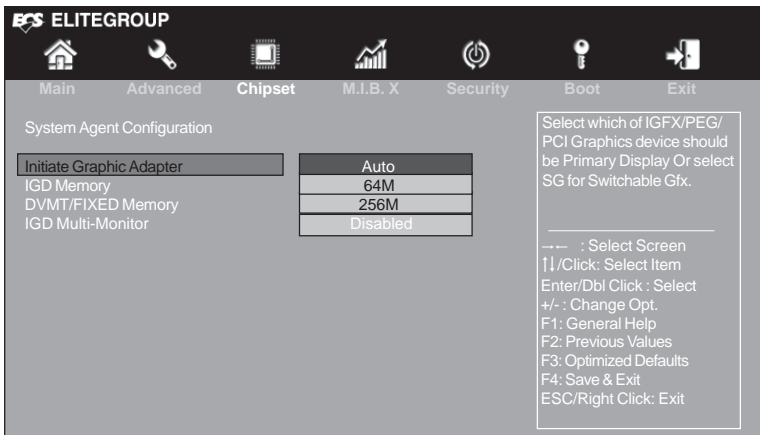 ECS ELITEGROUP
Main Advanced Chipset M.I.B. X Security Boot Exit
System Agent Configuration
Initiate Graphic Adapter Auto
IGD Memory 64M
DVMT/FIXED Memory 256M
IGD Multi-Monitor Disabled
Select which of IGFX/PEG/
PCI Graphics device should
be Primary Display Or select
SG for Switchable Gfx.
→← : Select Screen
↑↓/Click: Select Item
Enter/Dbl Click : Select
+/- : Change Opt.
F1: General Help
F2: Previous Values
F3: Optimized Defaults
F4: Save & Exit
ESC/Right Click: Exit